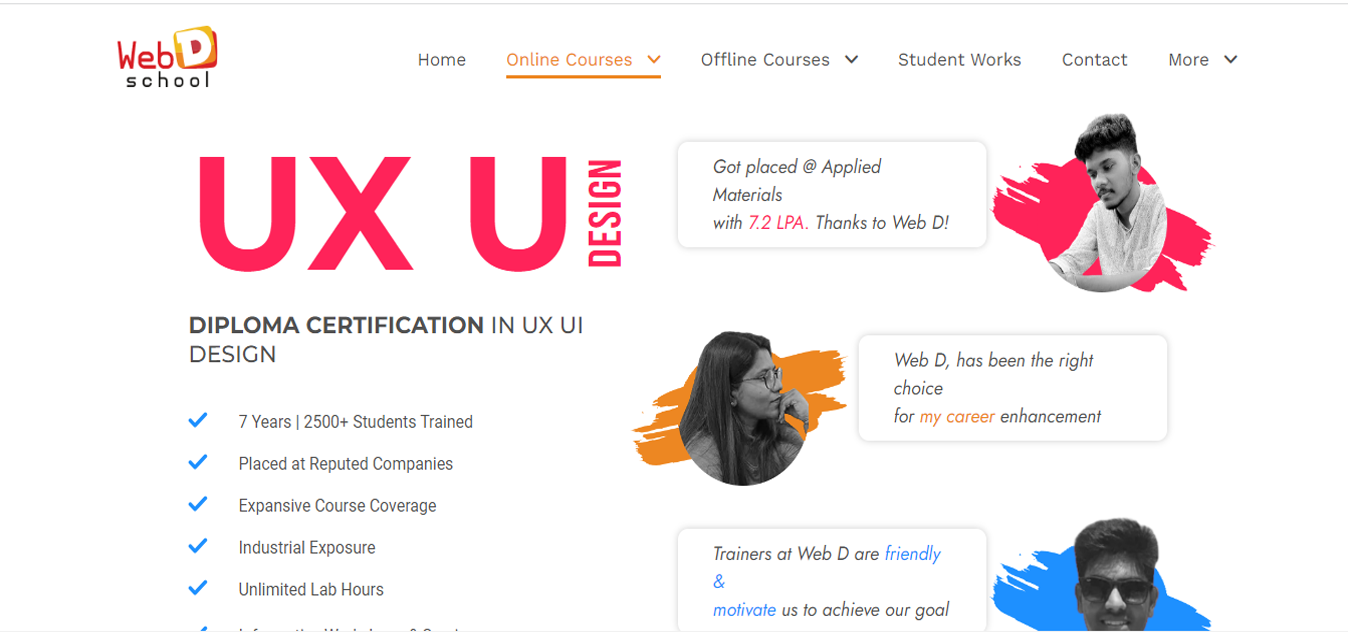 Web D
school
Home
Online Courses
Offline Courses
Student Works
Contact
More
UX U
DESIGN
DIPLOMA CERTIFICATION IN UX UI
DESIGN
7 Years | 2500+ Students Trained
Placed at Reputed Companies
Expansive Course Coverage
Industrial Exposure
Unlimited Lab Hours
Got placed @ Applied
Materials
with 7.2 LPA. Thanks to Web D!
Web D, has been the right
choice
for my career enhancement
Trainers at Web D are friendly
&
motivate us to achieve our goal